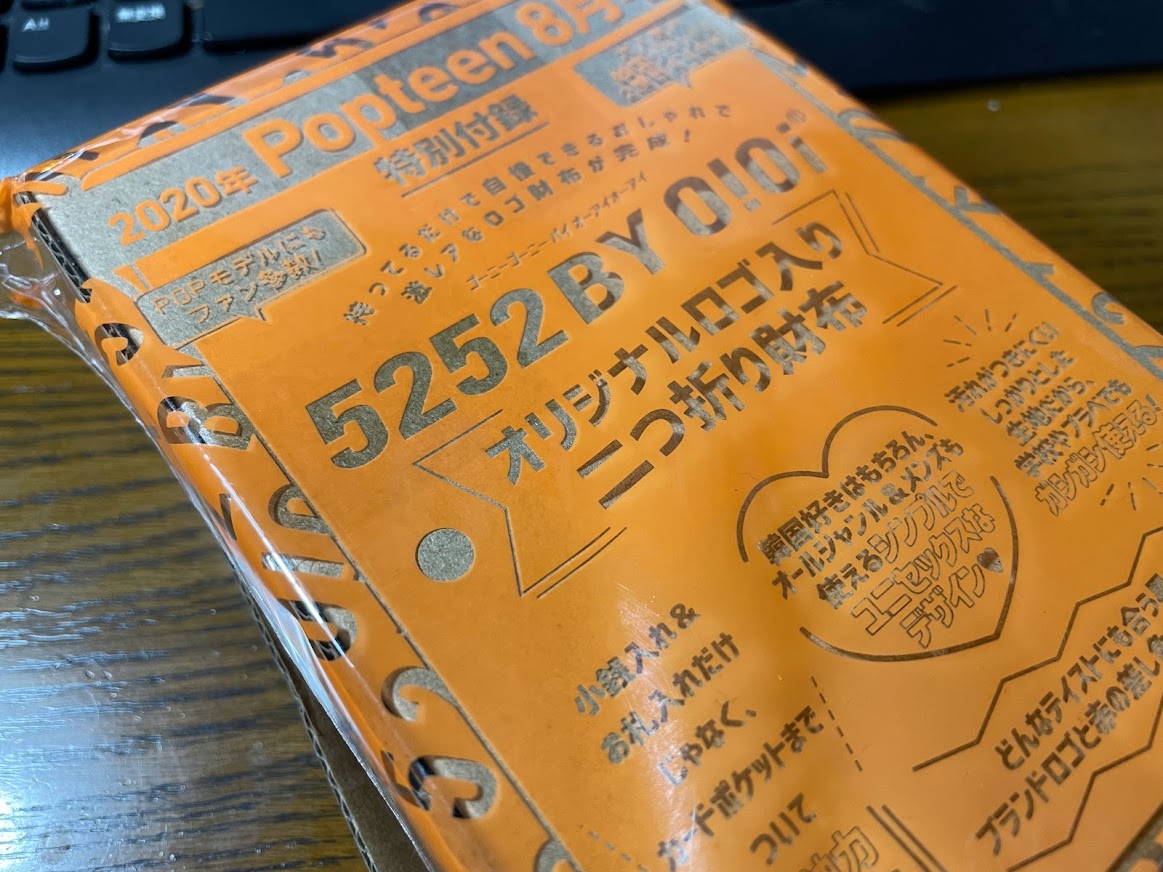 All
2020年 Popteen 8月
特別付録
POPモデルにも
ファン多数!
持ってるだけで自慢できるおしゃれで
激レアなロゴ財布が完成!
ゴーニーゴーニー バイ オーアイオーアイ
5252 BY O!Oi®
オリジナルロゴ入り
二つ折り財布
汚れがつきにくい
しっかりとした
生地だから、
学校やプラベでも
ガシガシ使える!
韓国好きはもちろん、
オールジャンル&メンズも
使えるシンプルで
ユニセックスな
デザイン♥
小銭入れ&
お札入れだけ
じゃなく、
カードポケットまで
ついて
どんなテイストにも合う
ブランドロゴと赤の差し色